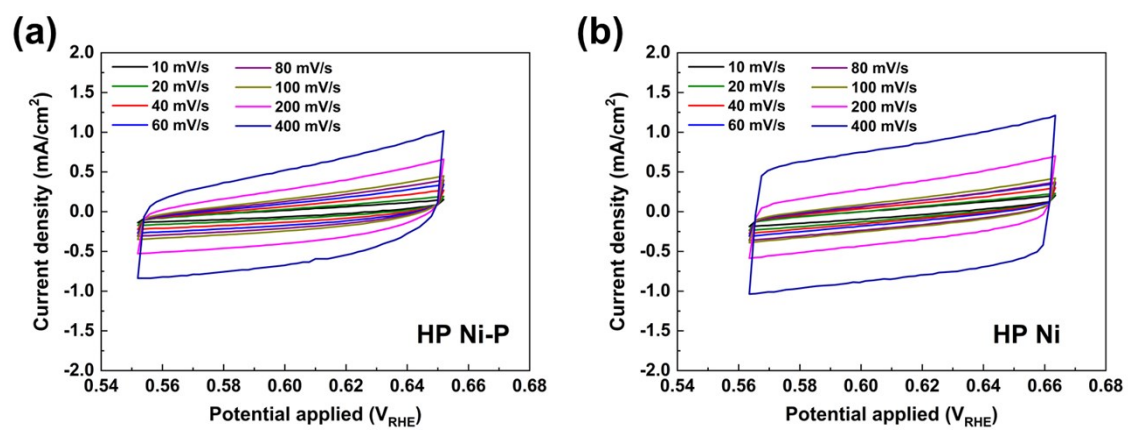 (a)
2.0
1.5
1.0
0.5
0.0
-0.5
-1.0
-1.5
-2.0
Current density (mA/cm²)
10 mV/s
20 mV/s
40 mV/s
60 mV/s
80 mV/s
100 mV/s
200 mV/s
400 mV/s
HP Ni-P
0.54 0.56 0.58 0.60 0.62 0.64 0.66 0.68
Potential applied (V_RHE)
(b)
2.0
1.5
1.0
0.5
0.0
-0.5
-1.0
-1.5
-2.0
Current density (mA/cm²)
10 mV/s
20 mV/s
40 mV/s
60 mV/s
80 mV/s
100 mV/s
200 mV/s
400 mV/s
HP Ni
0.54 0.56 0.58 0.60 0.62 0.64 0.66 0.68
Potential applied (V_RHE)